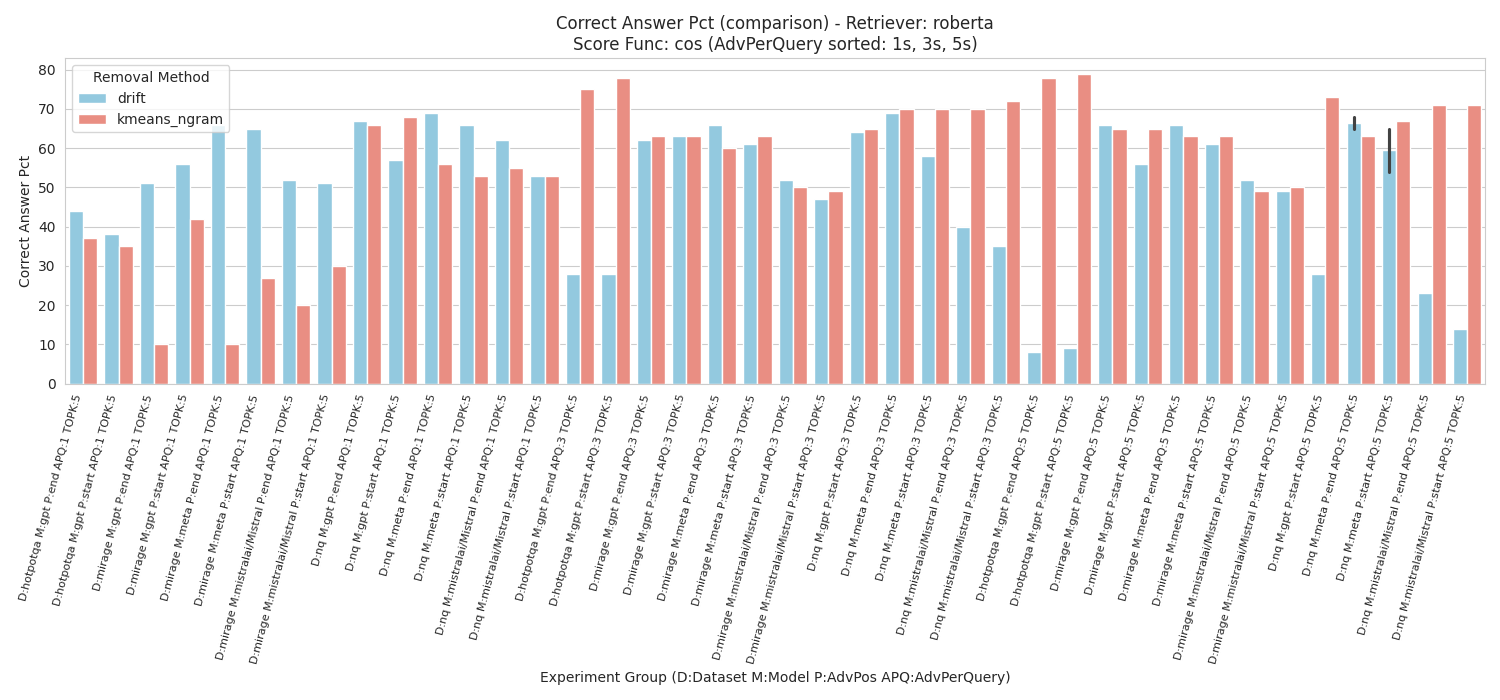 Correct Answer Pct (comparison) - Retriever: roberta
Score Func: cos (AdvPerQuery sorted: 1s, 3s, 5s)
Removal Method
drift
kmeans_ngram
Correct Answer Pct
80
70
60
50
40
30
20
10
0
D:hotpotqa M:gpt P:end APQ:1 TOPK:5
D:hotpotqa M:gpt P:start APQ:1 TOPK:5
D:mirage M:gpt P:end APQ:1 TOPK:5
D:mirage M:gpt P:start APQ:1 TOPK:5
D:mirage M:meta P:end APQ:1 TOPK:5
D:mirage M:meta P:start APQ:1 TOPK:5
D:mirage M:mistralai/Mistral P:end APQ:1 TOPK:5
D:mirage M:mistralai/Mistral P:start APQ:1 TOPK:5
D:nq M:gpt P:end APQ:1 TOPK:5
D:nq M:gpt P:start APQ:1 TOPK:5
D:nq M:meta P:end APQ:1 TOPK:5
D:nq M:meta P:start APQ:1 TOPK:5
D:nq M:mistralai/Mistral P:end APQ:1 TOPK:5
D:nq M:mistralai/Mistral P:start APQ:1 TOPK:5
D:hotpotqa M:gpt P:end APQ:3 TOPK:5
D:hotpotqa M:gpt P:start APQ:3 TOPK:5
D:mirage M:gpt P:end APQ:3 TOPK:5
D:mirage M:gpt P:start APQ:3 TOPK:5
D:mirage M:meta P:end APQ:3 TOPK:5
D:mirage M:meta P:start APQ:3 TOPK:5
D:mirage M:mistralai/Mistral P:end APQ:3 TOPK:5
D:mirage M:mistralai/Mistral P:start APQ:3 TOPK:5
D:nq M:gpt P:start APQ:3 TOPK:5
D:nq M:meta P:end APQ:3 TOPK:5
D:nq M:meta P:start APQ:3 TOPK:5
D:nq M:mistralai/Mistral P:end APQ:3 TOPK:5
D:nq M:mistralai/Mistral P:start APQ:3 TOPK:5
D:hotpotqa M:gpt P:end APQ:5 TOPK:5
D:hotpotqa M:gpt P:start APQ:5 TOPK:5
D:mirage M:gpt P:end APQ:5 TOPK:5
D:mirage M:gpt P:start APQ:5 TOPK:5
D:mirage M:meta P:end APQ:5 TOPK:5
D:mirage M:meta P:start APQ:5 TOPK:5
D:mirage M:mistralai/Mistral P:end APQ:5 TOPK:5
D:mirage M:mistralai/Mistral P:start APQ:5 TOPK:5
D:nq M:gpt P:start APQ:5 TOPK:5
D:nq M:meta P:end APQ:5 TOPK:5
D:nq M:meta P:start APQ:5 TOPK:5
D:nq M:mistralai/Mistral P:end APQ:5 TOPK:5
D:nq M:mistralai/Mistral P:start APQ:5 TOPK:5
Experiment Group (D:Dataset M:Model P:AdvPos APQ:AdvPerQuery)